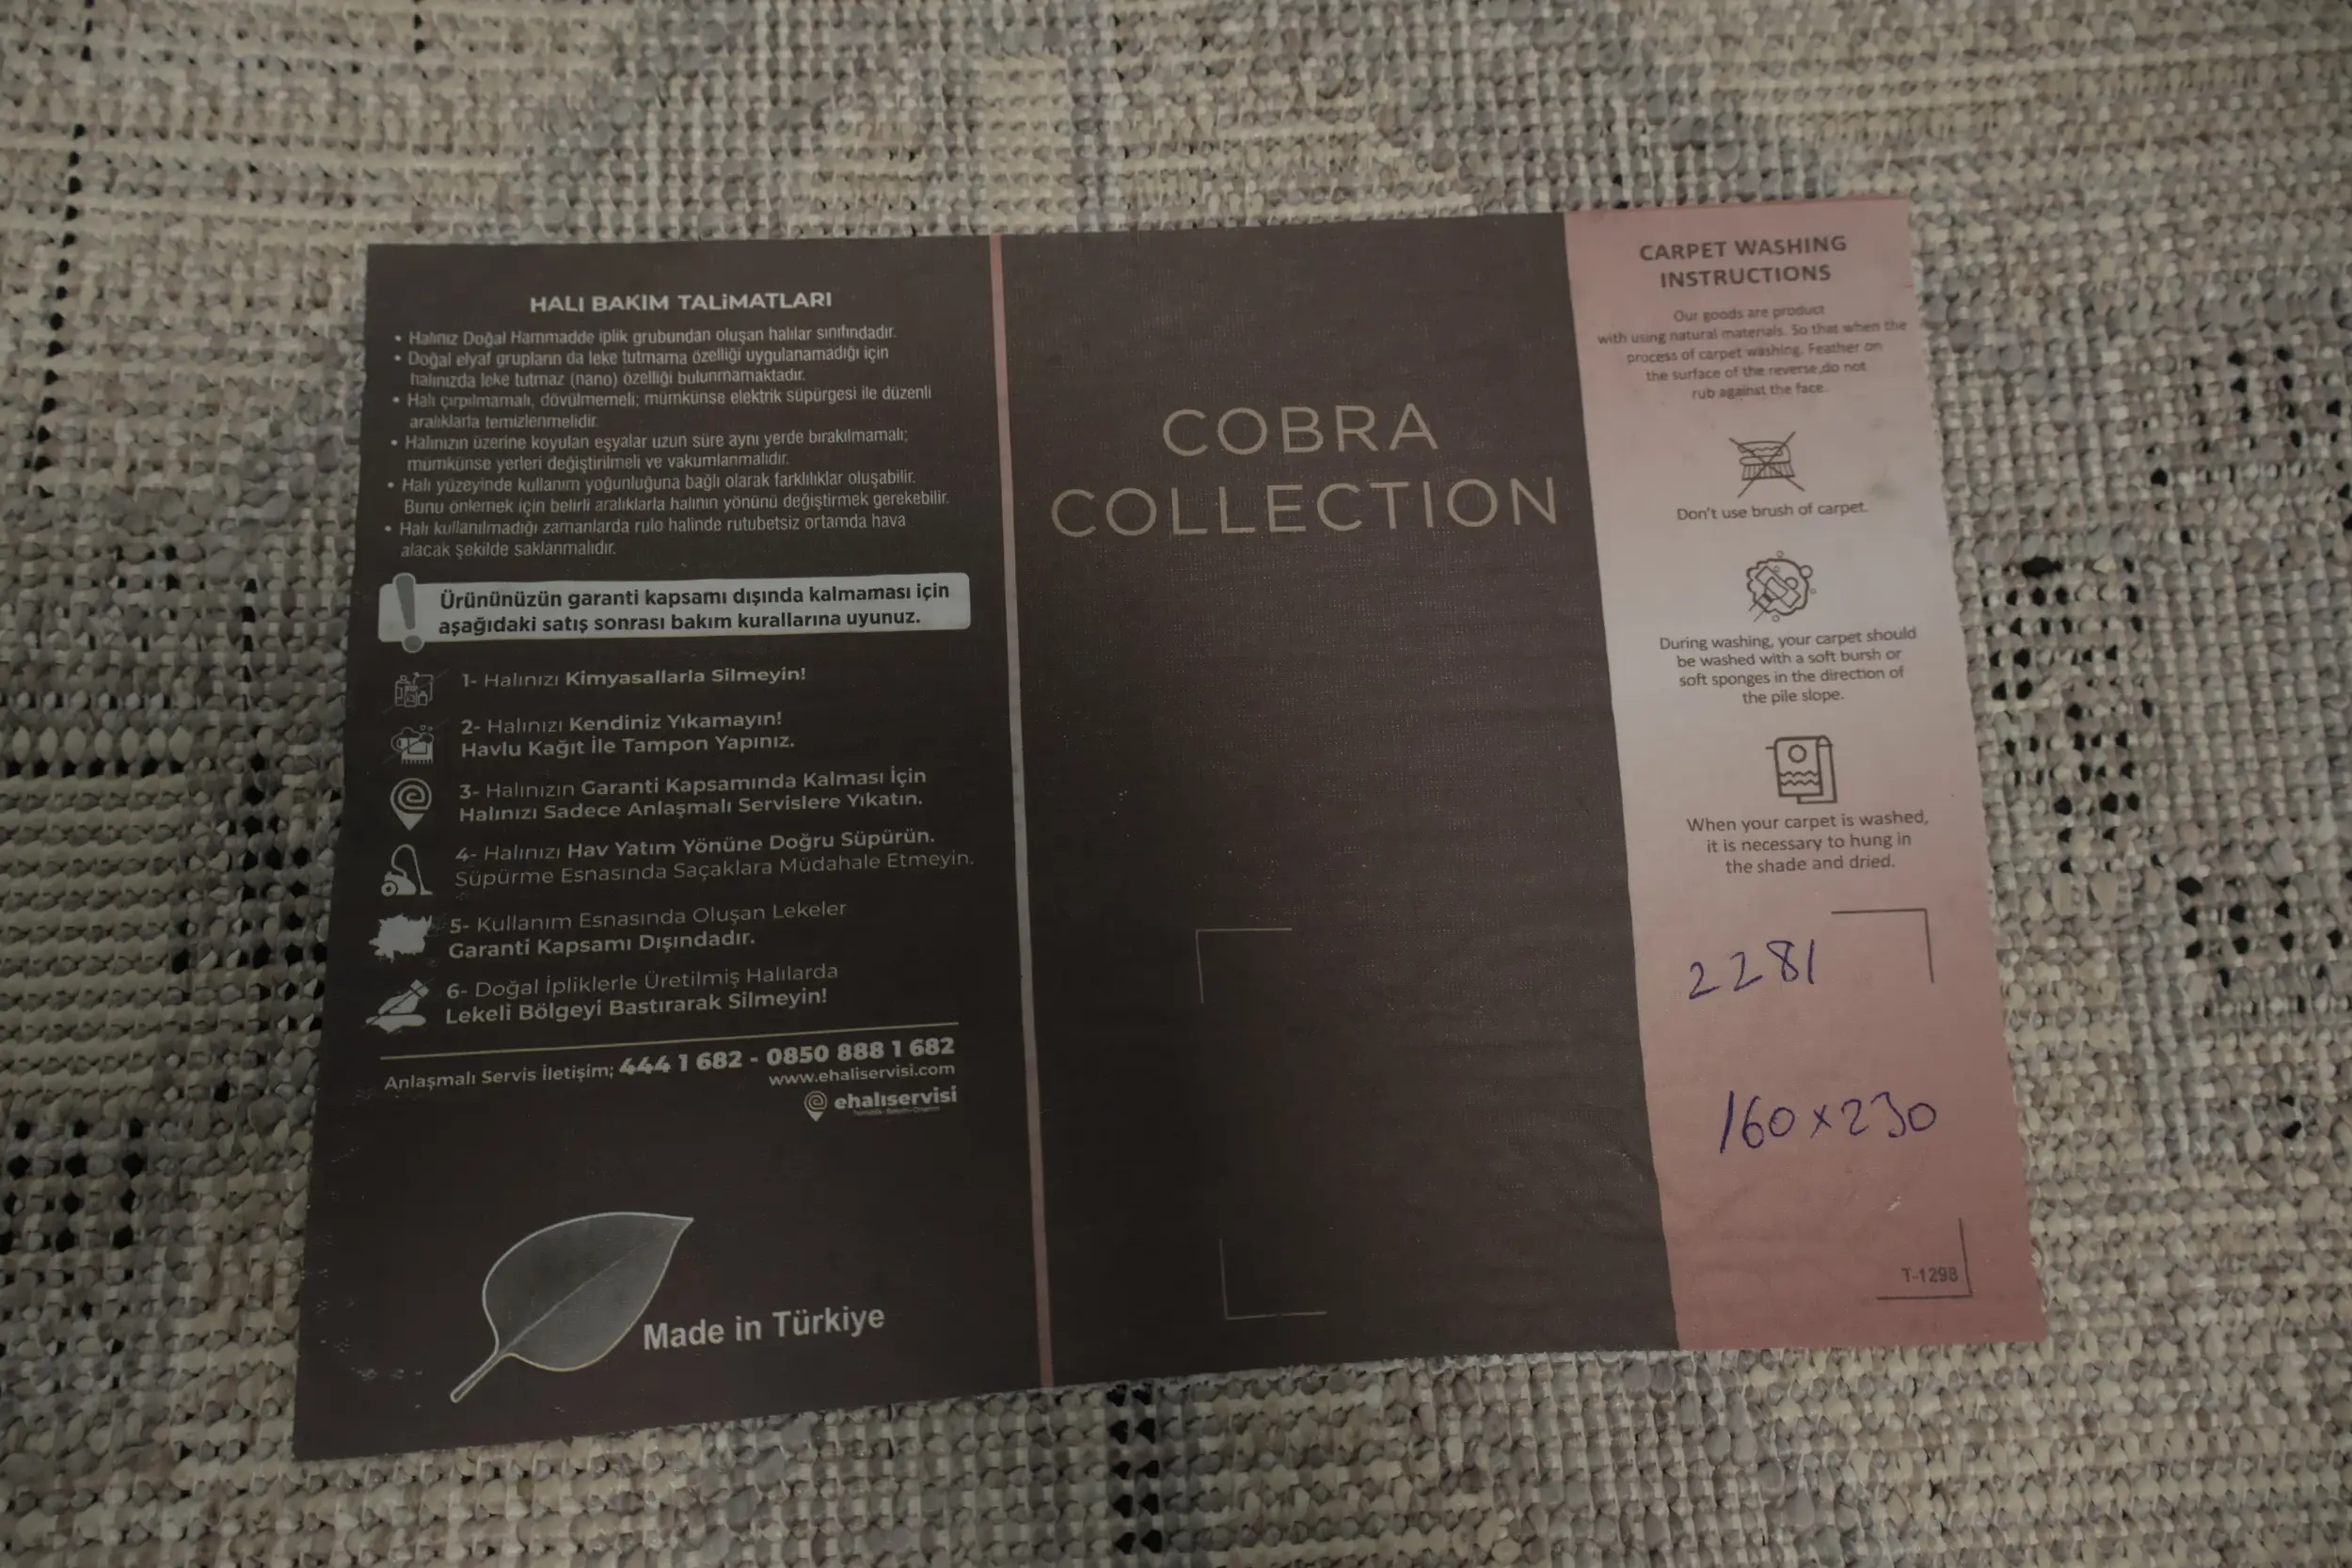 HALI BAKIM TALİMATLARI
• Halınız Doğal Hammadde iplik grubundan oluşan halılar sınıfındadır.
• Doğal elyaf grupların da leke tutmama özelliği uygulanamadığı için
halınızda leke tutmaz (nano) özelliği bulunmamaktadır.
• Halı çırpılmamalı, dövülmemeli; mümkünse elektrik süpürgesi ile düzenli
aralıklarla temizlenmelidir.
• Halınızın üzerine koyulan eşyalar uzun süre aynı yerde bırakılmamalı;
mümkünse yerleri değiştirilmeli ve vakumlanmalıdır.
• Halı yüzeyinde kullanım yoğunluğuna bağlı olarak farklılıklar oluşabilir.
Bunu önlemek için belirli aralıklarla halının yönünü değiştirmek gerekebilir.
• Halı kullanılmadığı zamanlarda rulo halinde rutubetsiz ortamda hava
alacak şekilde saklanmalıdır.
Ürününüzün garanti kapsamı dışında kalmaması için
aşağıdaki satış sonrası bakım kurallarına uyunuz.
1- Halınızı Kimyasallarla Silmeyin!
2- Halınızı Kendiniz Yıkamayın!
Havlu Kağıt İle Tampon Yapınız.
3- Halınızın Garanti Kapsamında Kalması İçin
Halınızı Sadece Anlaşmalı Servislere Yıkatın.
4- Halınızı Hav Yatım Yönüne Doğru Süpürün.
Süpürme Esnasında Saçaklara Müdahale Etmeyin.
5- Kullanım Esnasında Oluşan Lekeler
Garanti Kapsamı Dışındadır.
6- Doğal İpliklerle Üretilmiş Halılarda
Lekeli Bölgeyi Bastırarak Silmeyin!
Anlaşmalı Servis İletişim; 444 1 682 - 0850 888 1 682
www.ehaliservisi.com
ehalıservisi
Made in Türkiye
COBRA
COLLECTION
CARPET WASHING
INSTRUCTIONS
Our goods are product
with using natural materials. So that when the
process of carpet washing. Feather on
the surface of the reverse,do not
rub against the face.
Don't use brush of carpet.
During washing, your carpet should
be washed with a soft bursh or
soft sponges in the direction of
the pile slope.
When your carpet is washed,
it is necessary to hung in
the shade and dried.
2281
160x230
T-1298